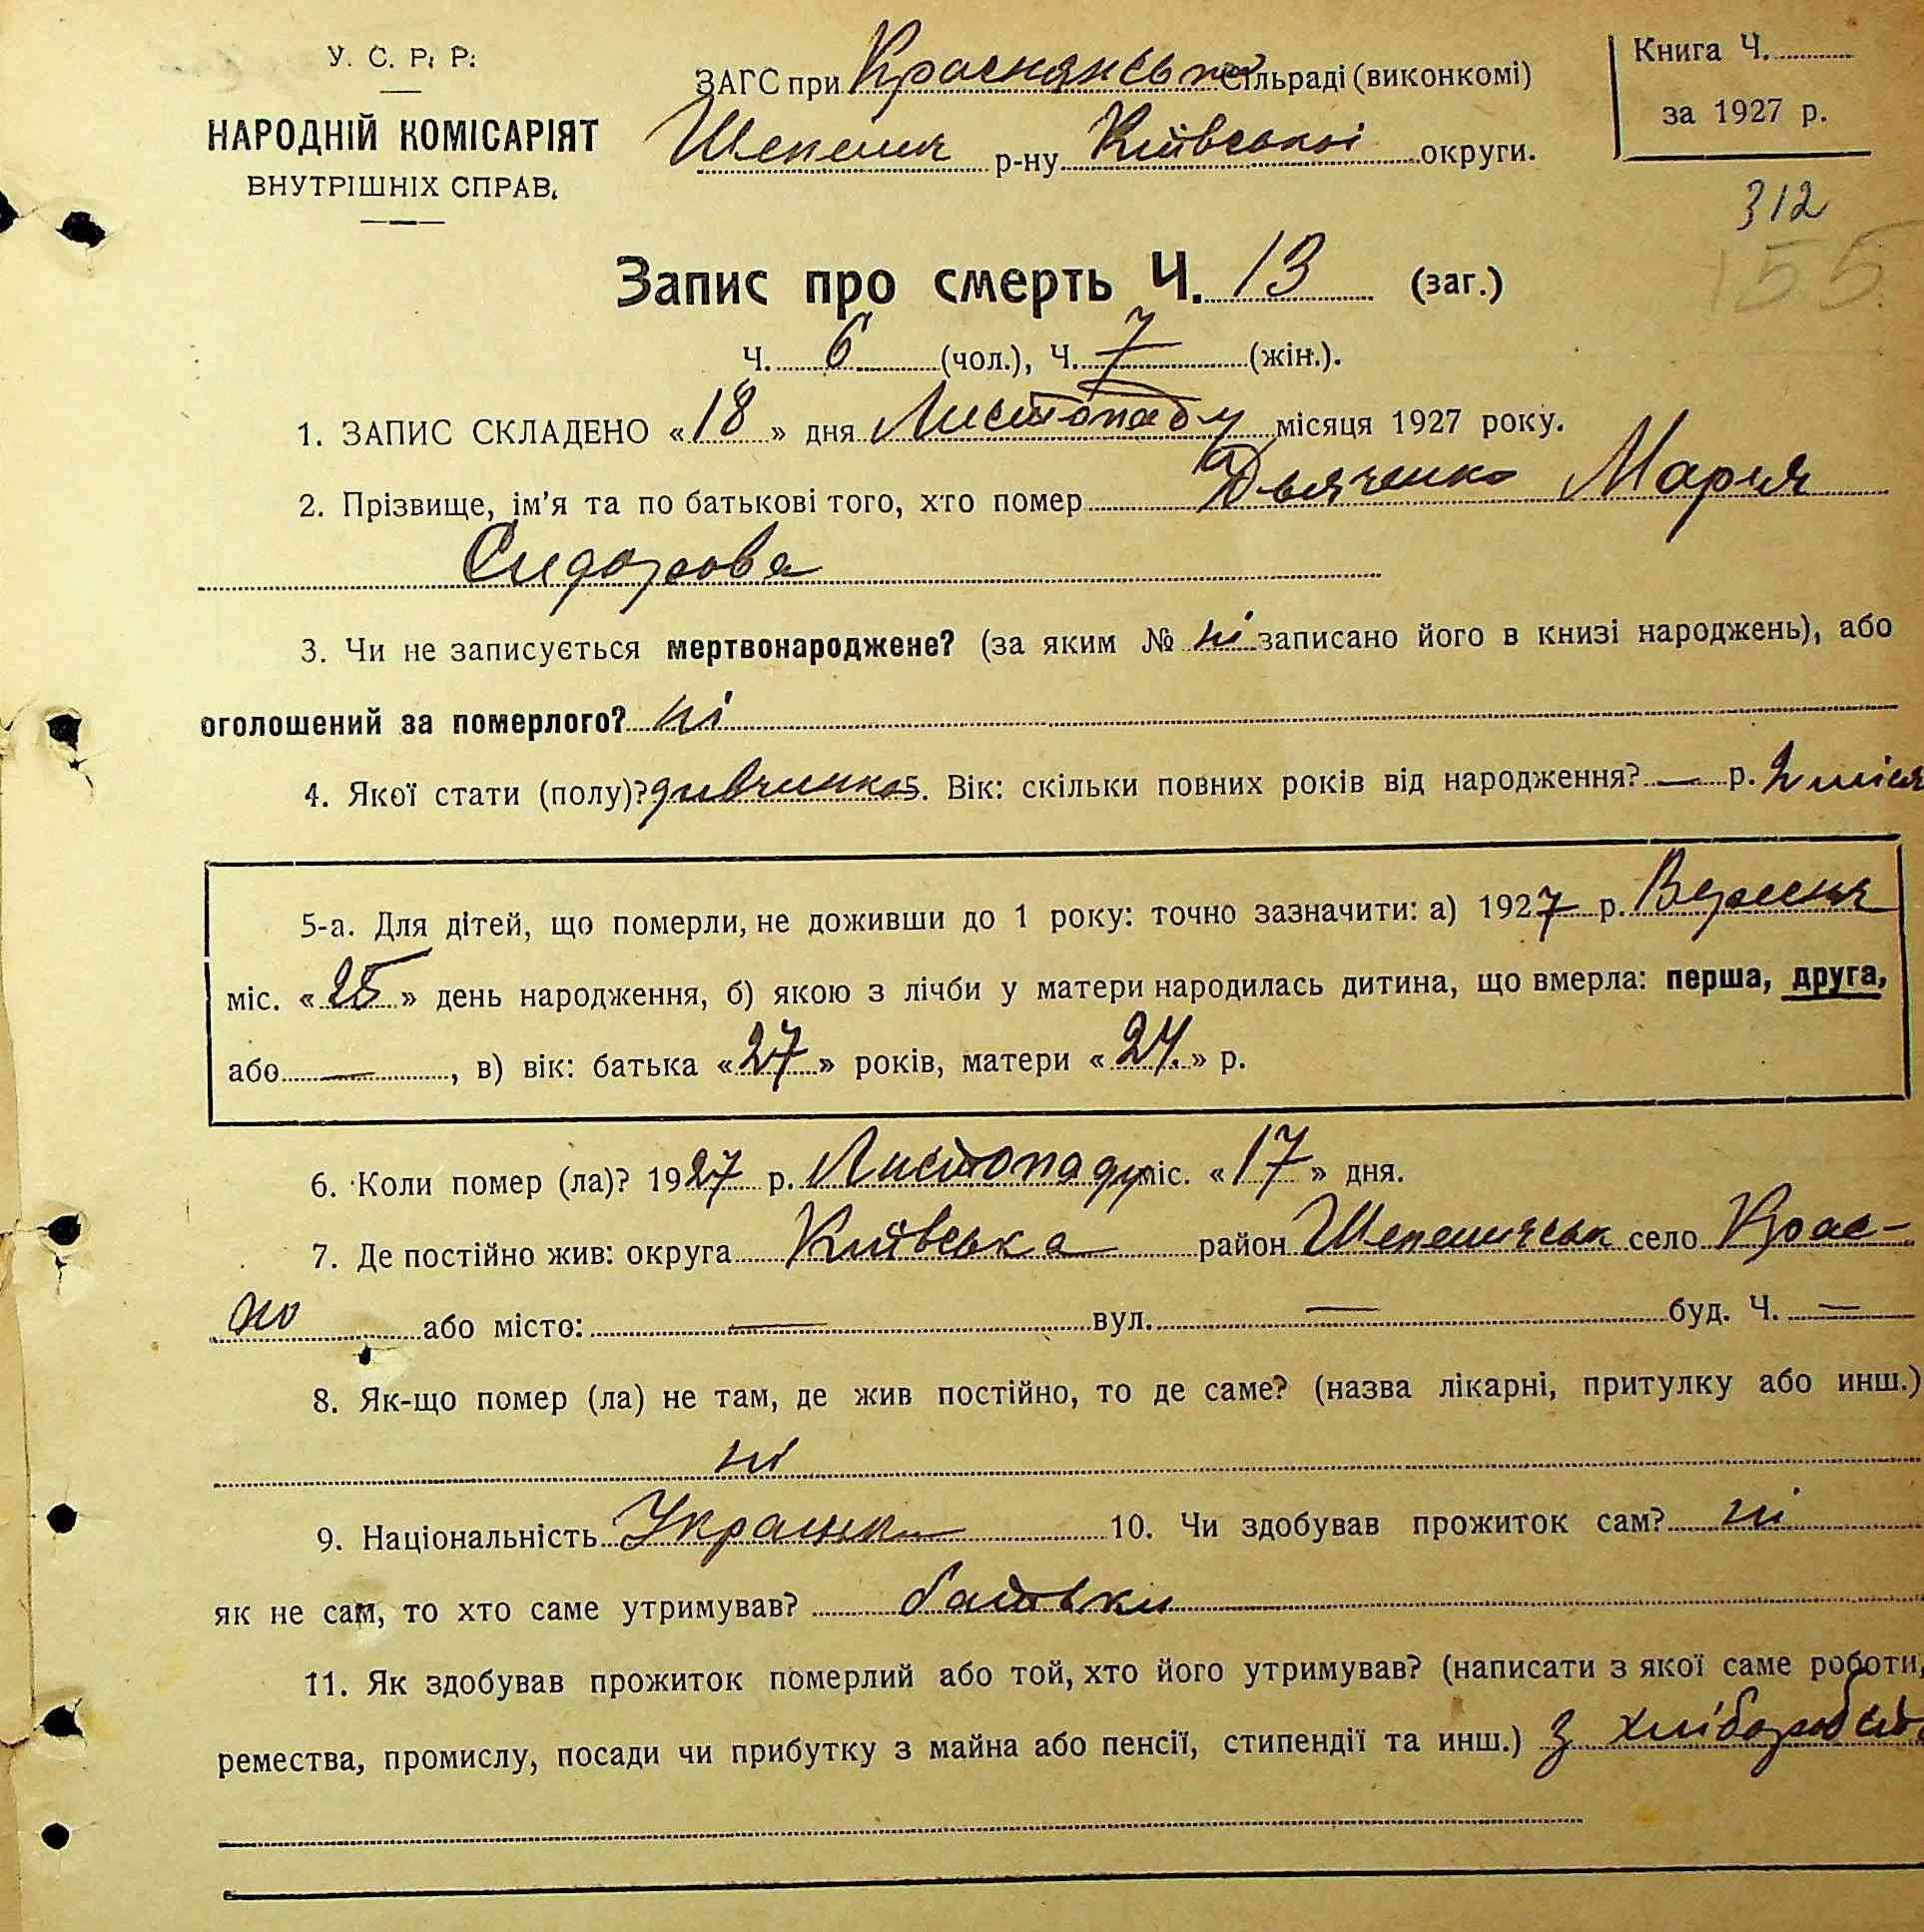 У. С. Р. Р.
НАРОДНІЙ КОМІСАРІЯТ
ВНУТРІШНІХ СПРАВ.
ЗАГС при Краснянські сільраді (виконкомі)
Шепелич р-ну Київської округи.
Книга Ч.
за 1927 р.
312
155
Запис про смерть Ч. 13 (заг.)
Ч. 6 (чол.), Ч. 7 (жін.).
1. ЗАПИС СКЛАДЕНО «18» дня Листопаду місяця 1927 року.
2. Прізвище, ім'я та по батькові того, хто помер Дьяченко Мария
Сидорова
3. Чи не записується мертвонароджене? (за яким № ні записано його в книзі народжень), або
оголошений за померлого? ні
4. Якої стати (полу)? дивчинка 5. Вік: скільки повних років від народження? — р. 2 міся
5-а. Для дітей, що померли, не доживши до 1 року: точно зазначити: а) 1927 р. Вересня
міс. «25» день народження, б) якою з лічби у матери народилась дитина, що вмерла: перша, друга,
або —, в) вік: батька «27» років, матери «24» р.
6. Коли помер (ла)? 1927 р. Листопаду міс. «17» дня.
7. Де постійно жив: округа Київська район Шепеличськ село Крас-
но або місто: — вул. — буд. Ч. —
8. Як-що помер (ла) не там, де жив постійно, то де саме? (назва лікарні, притулку або инш.)
ні
9. Національність Украінка 10. Чи здобував прожиток сам? ні
як не сам, то хто саме утримував? батьки
11. Як здобував прожиток померлий або той, хто його утримував? (написати з якої саме роботи,
ремества, промислу, посади чи прибутку з майна або пенсії, стипендії та инш.) З хліборобств